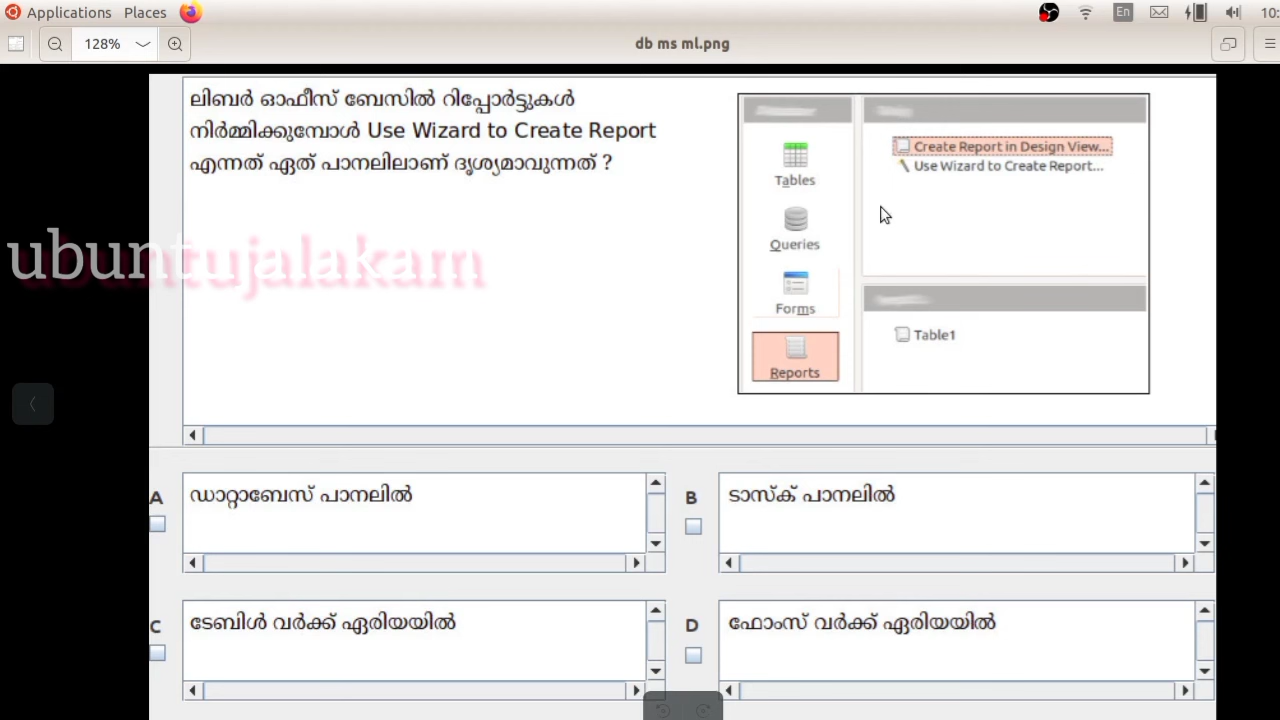 Applications Places En 10:
128% db ms ml.png
ലിബർ ഓഫീസ് ബേസിൽ റിപ്പോർട്ടുകൾ
നിർമ്മിക്കുമ്പോൾ Use Wizard to Create Report
എന്നത് ഏത് പാനലിലാണ് ദൃശ്യമാവുന്നത് ?
Create Report in Design View...
Use Wizard to Create Report...
Tables
Queries
Forms
Reports
Table1
ubuntujalakam
A ഡാറ്റാബേസ് പാനലിൽ
B ടാസ്ക് പാനലിൽ
C ടേബിൾ വർക്ക് ഏരിയയിൽ
D ഫോംസ് വർക്ക് ഏരിയയിൽ